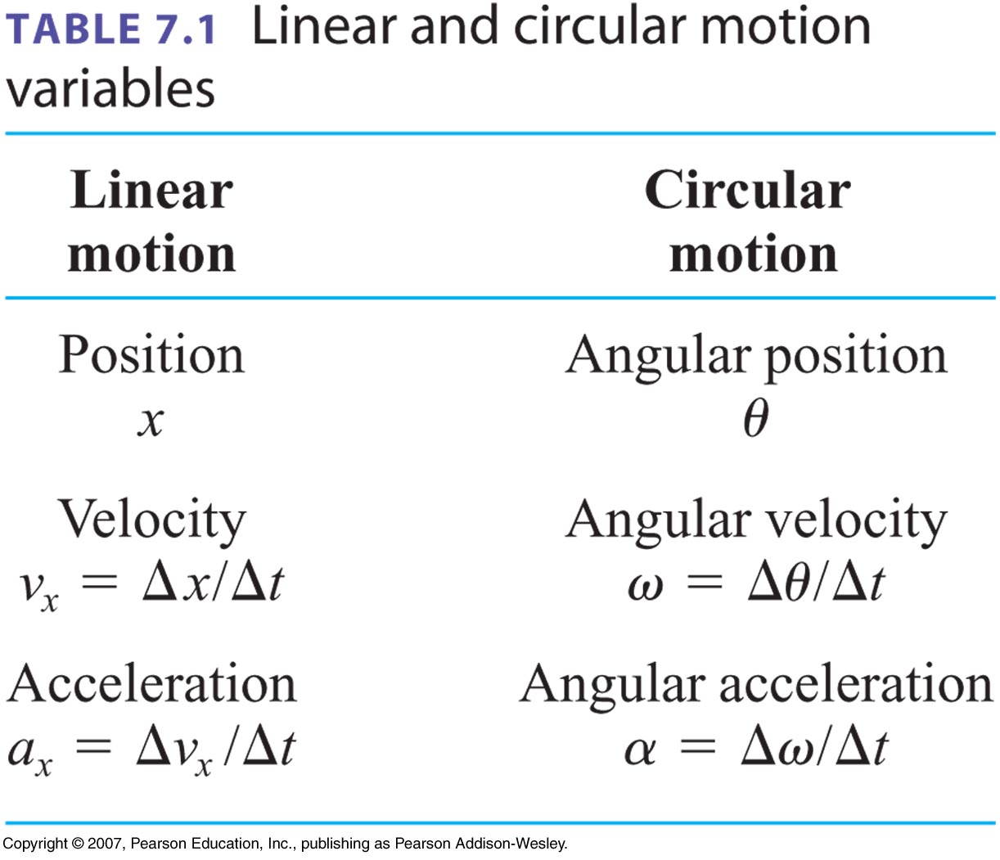 TABLE 7.1 Linear and circular motion
variables
Linear
motion
Circular
motion
Position
x
Angular position
θ
Velocity
vₓ = Δx/Δt
Angular velocity
ω = Δθ/Δt
Acceleration
aₓ = Δvₓ/Δt
Angular acceleration
α = Δω/Δt
Copyright © 2007, Pearson Education, Inc., publishing as Pearson Addison-Wesley.